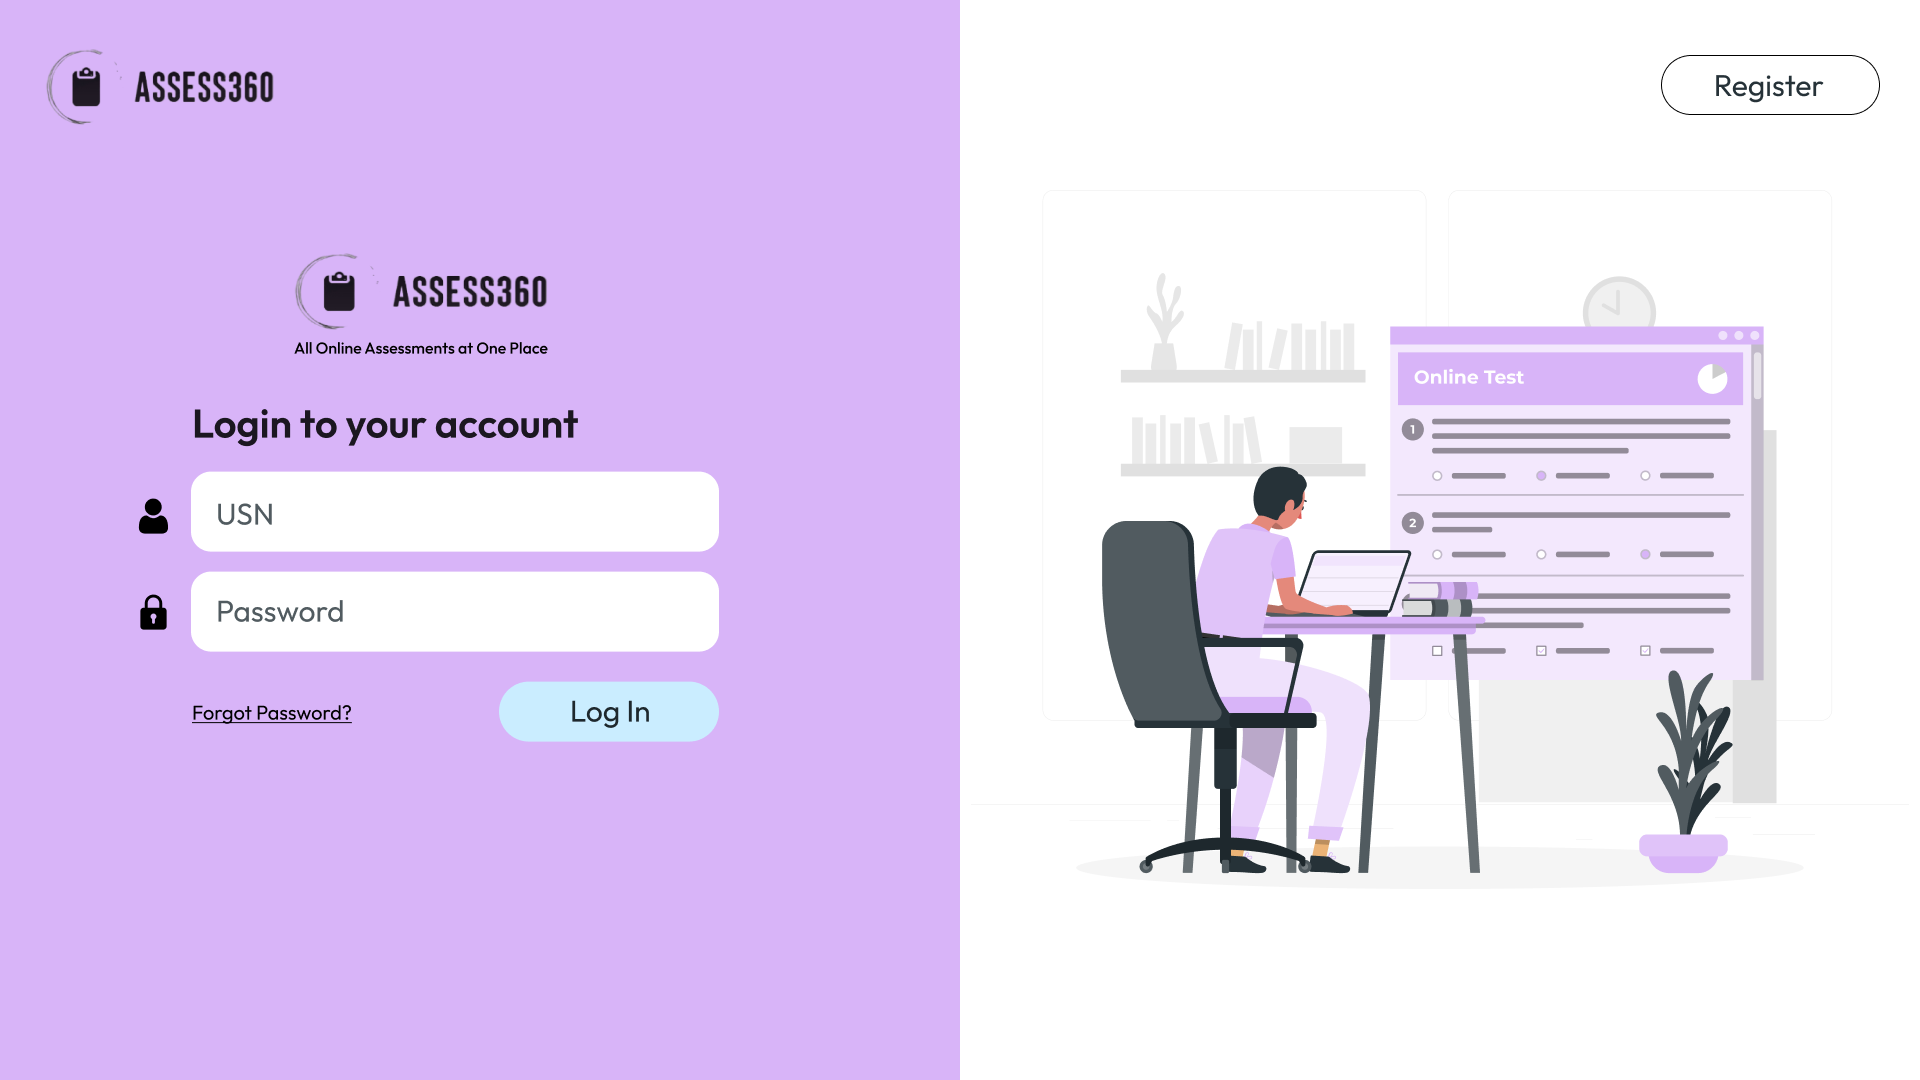 ASSESS360
Register
ASSESS360
All Online Assessments at One Place
Login to your account
USN
Password
Forgot Password?
Log In
Online Test
1
2